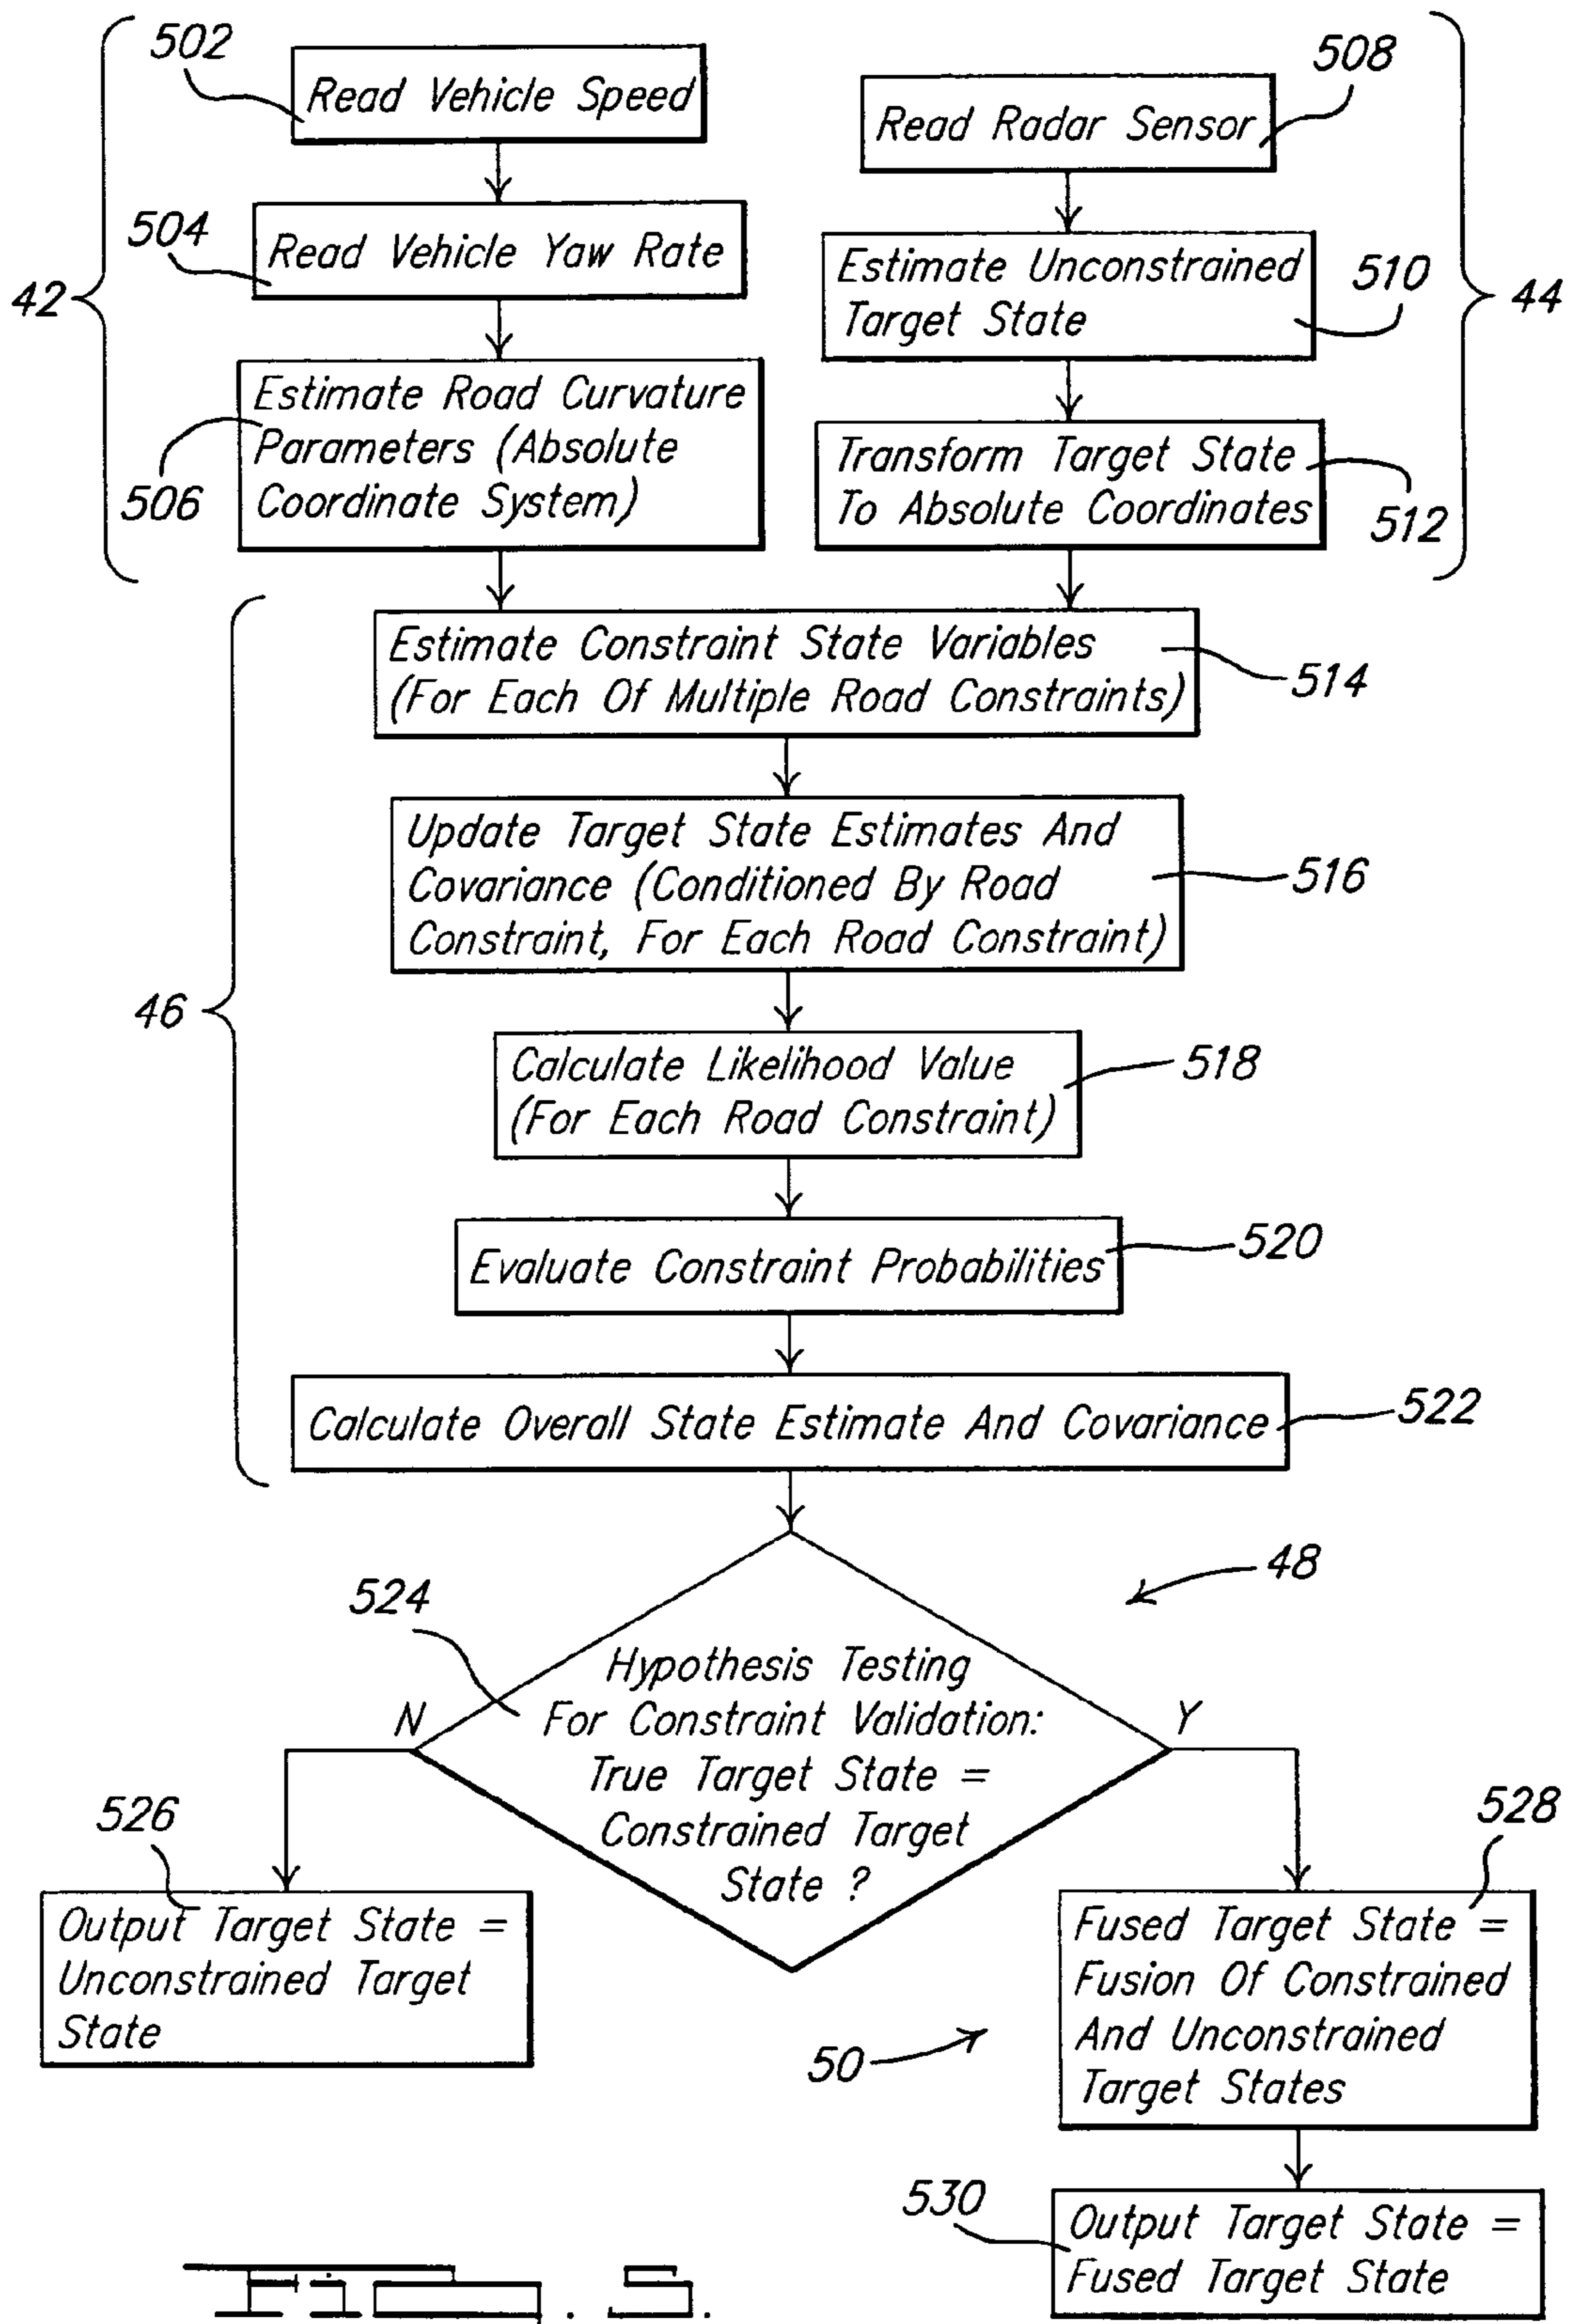 502
Read Vehicle Speed
508
Read Radar Sensor
504
Read Vehicle Yaw Rate
42
Estimate Unconstrained
Target State
510
44
Estimate Road Curvature
Parameters (Absolute
Coordinate System)
506
Transform Target State
To Absolute Coordinates
512
Estimate Constraint State Variables
(For Each Of Multiple Road Constraints)
514
Update Target State Estimates And
Covariance (Conditioned By Road
Constraint, For Each Road Constraint)
516
46
Calculate Likelihood Value
(For Each Road Constraint)
518
Evaluate Constraint Probabilities
520
Calculate Overall State Estimate And Covariance
522
48
524
Hypothesis Testing
For Constraint Validation:
True Target State =
Constrained Target
State ?
N
Y
526
Output Target State =
Unconstrained Target
State
528
Fused Target State =
Fusion Of Constrained
And Unconstrained
Target States
50
530
Output Target State =
Fused Target State